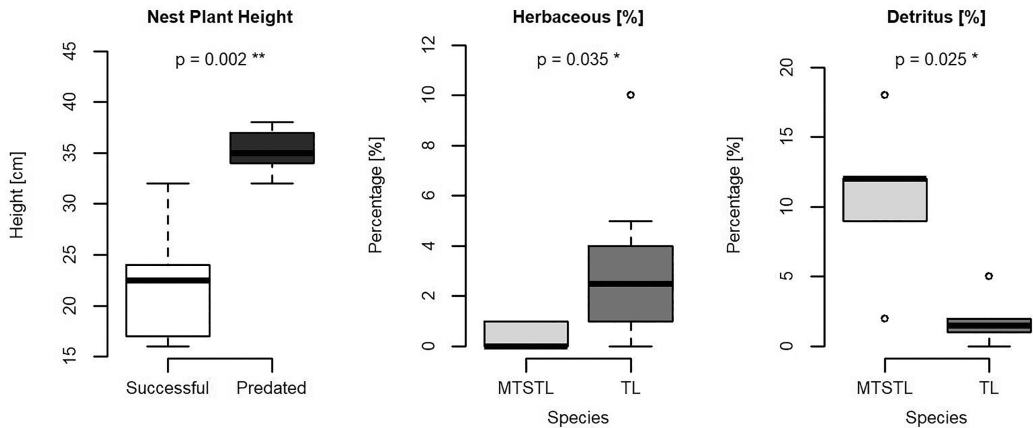 Nest Plant Height
p = 0.002 **
Height [cm]
45
40
35
30
25
20
15
Successful
Predated
Herbaceous [%]
p = 0.035 *
Percentage [%]
12
10
8
6
4
2
0
MTSTL
TL
Species
Detritus [%]
p = 0.025 *
Percentage [%]
20
15
10
5
0
MTSTL
TL
Species